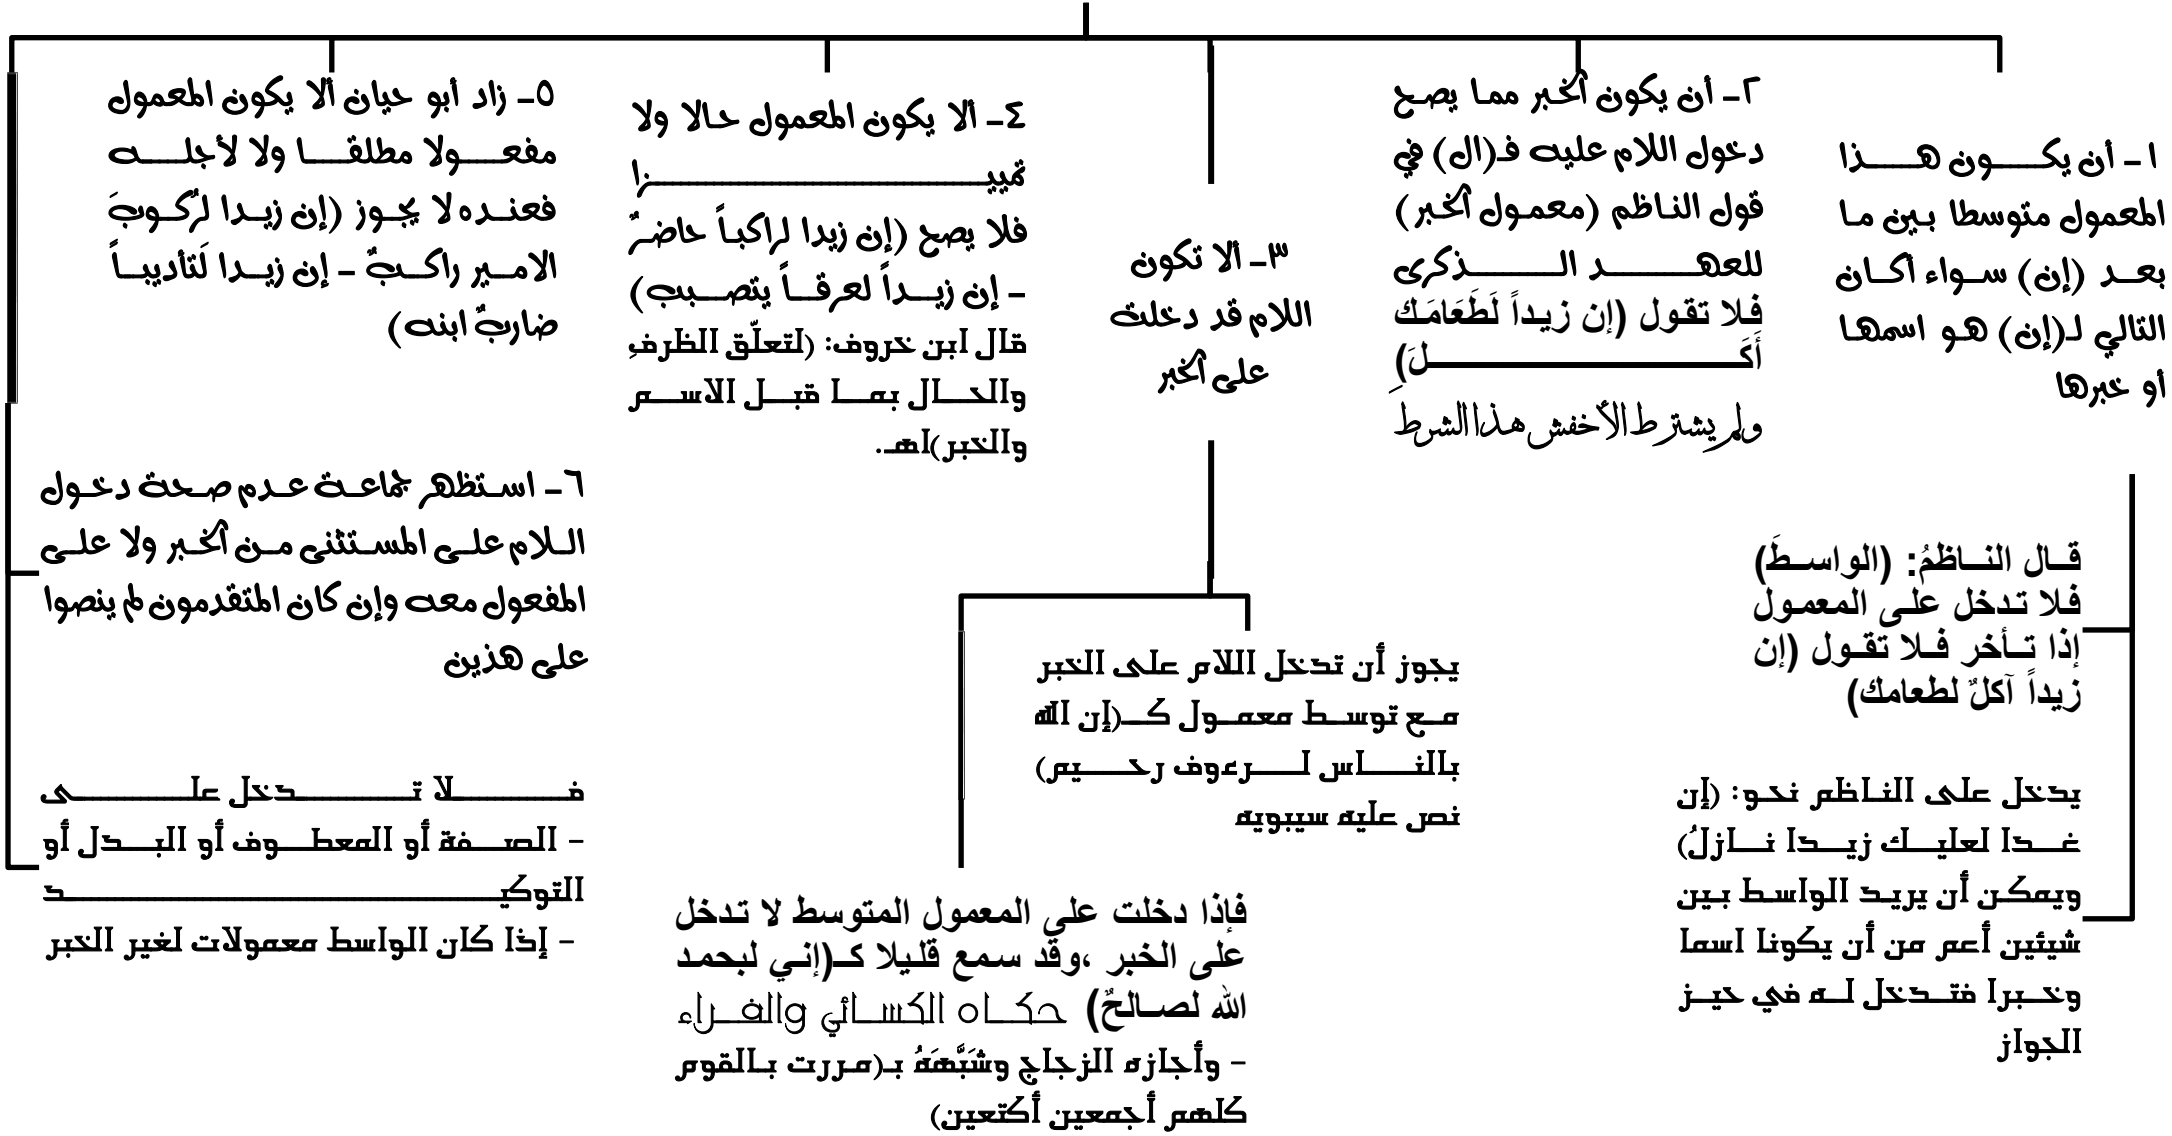 ١ - أن يكون هذا
المعمول متوسطا بين ما
بعد (إن) سواء أكان
التالي لـ(إن) هو اسمها
أو خبرها
قال الناظمُ: (الواسطَ)
فلا تدخل على المعمول
إذا تأخر فلا تقول (إن
زيداً آكلٌ لطعامك)
يدخل على الناظم نحو: (إن
غدا لعليك زيدا نازلُ)
ويمكن أن يريد الواسط بين
شيئين أعم من أن يكونا اسما
وخبرا فتدخل له في حيز
الجواز
٢- أن يكون الخبر مما يصح
دخول اللام عليه فـ(ال) في
قول الناظم (معمول الخبر)
للعهد الذكرى
فلا تقول (إن زيداً لَطَعَامَك
أَكَلَ)ِ
ولم يشترط الأخفش هذا الشرط
٣- ألا تكون
اللام قد دخلت
على الخبر
يجوز أن تدخل اللام على الخبر
مع توسط معمول كـ(إن الله
بالناس لرءوف رحيم)
نص عليه سيبويه
فإذا دخلت على المعمول المتوسط لا تدخل
على الخبر ،وقد سمع قليلا كـ(إني لبحمد
الله لصالحٌ) حكاه الكسائي والفراء
- وأجازه الزجاج وشَبَّهَهُ بـ(مررت بالقوم
كلهم أجمعين أكتعين)
٤- ألا يكون المعمول حالا ولا
تمييزا
فلا يصح (إن زيدا لراكباً حاضرٌ
- إن زيداً لعرقاً يتصبب)
قال ابن خروف: (لتعلّق الظرفِ
والحال بما قبل الاسم
والخبر)اهـ.
٥- زاد أبو حيان ألا يكون المعمول
مفعولا مطلقا ولا لأجله
فعنده لا يجوز (إن زيدا لرُكوبَ
الامير راكبٌ - إن زيدا لَتأديباً
ضاربٌ ابنه)
٦- استظهر جماعة عدم صحة دخول
اللام على المستثنى من الخبر ولا على
المفعول معه وإن كان المتقدمون لم ينصوا
على هذين
فلا تدخل على
- الصفة أو المعطوف أو البدل أو
التوكيد
- إذا كان الواسط معمولات لغير الخبر